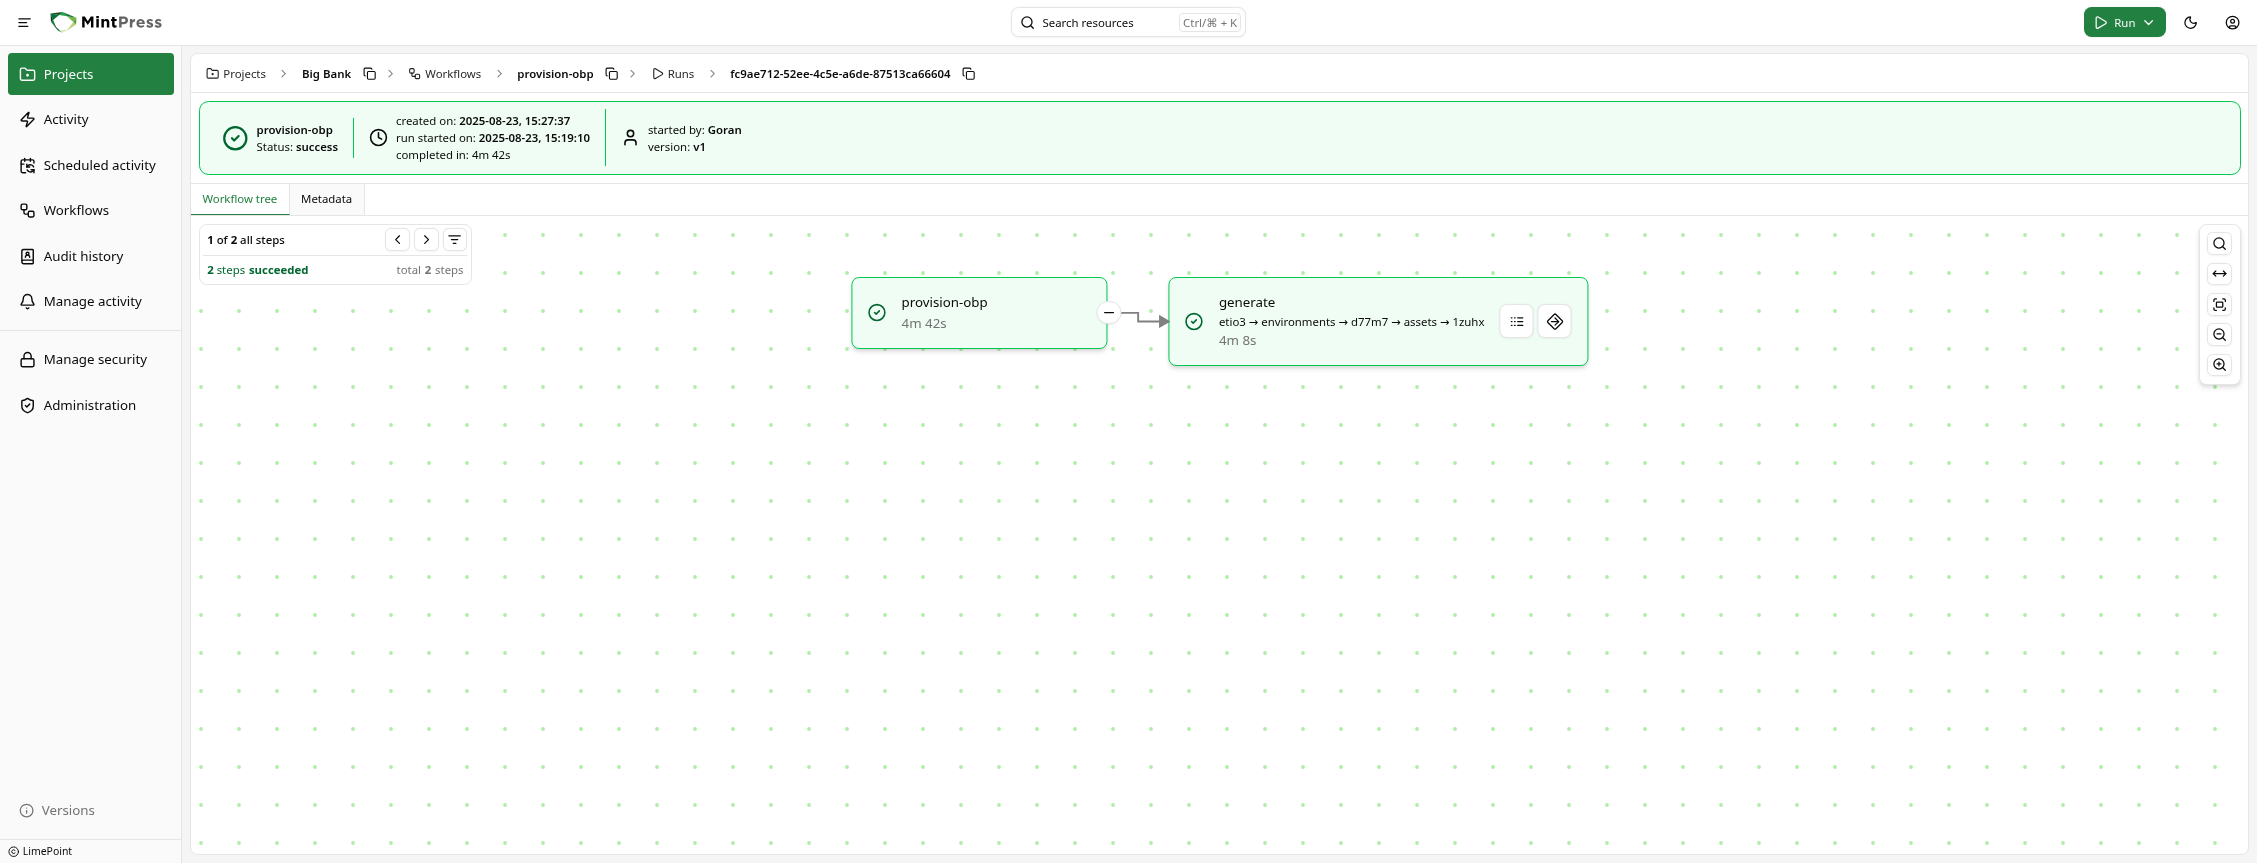 MintPress
Search resources
Ctrl/⌘ + K
Run
Projects
Activity
Scheduled activity
Workflows
Audit history
Manage activity
Manage security
Administration
Versions
LimePoint
Projects > Big Bank > Workflows > provision-obp > Runs > fc9ae712-52ee-4c5e-a6de-87513ca66604
provision-obp
Status: success
created on: 2025-08-23, 15:27:37
run started on: 2025-08-23, 15:19:10
completed in: 4m 42s
started by: Goran
version: v1
Workflow tree
Metadata
1 of 2 all steps
2 steps succeeded
total 2 steps
provision-obp
4m 42s
generate
etio3 → environments → d77m7 → assets → 1zuhx
4m 8s